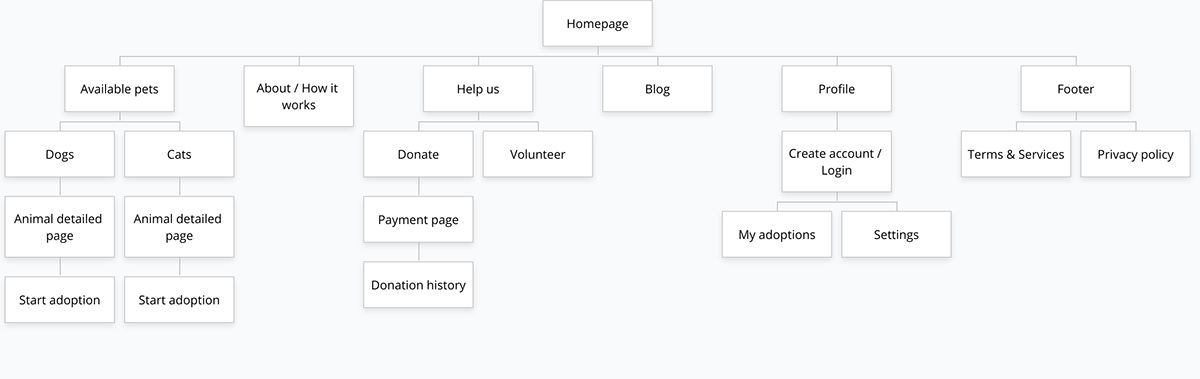 Homepage
Available pets
About / How it
works
Help us
Blog
Profile
Footer
Dogs
Cats
Donate
Volunteer
Create account /
Login
Terms & Services
Privacy policy
Animal detailed
page
Animal detailed
page
Payment page
My adoptions
Settings
Start adoption
Start adoption
Donation history